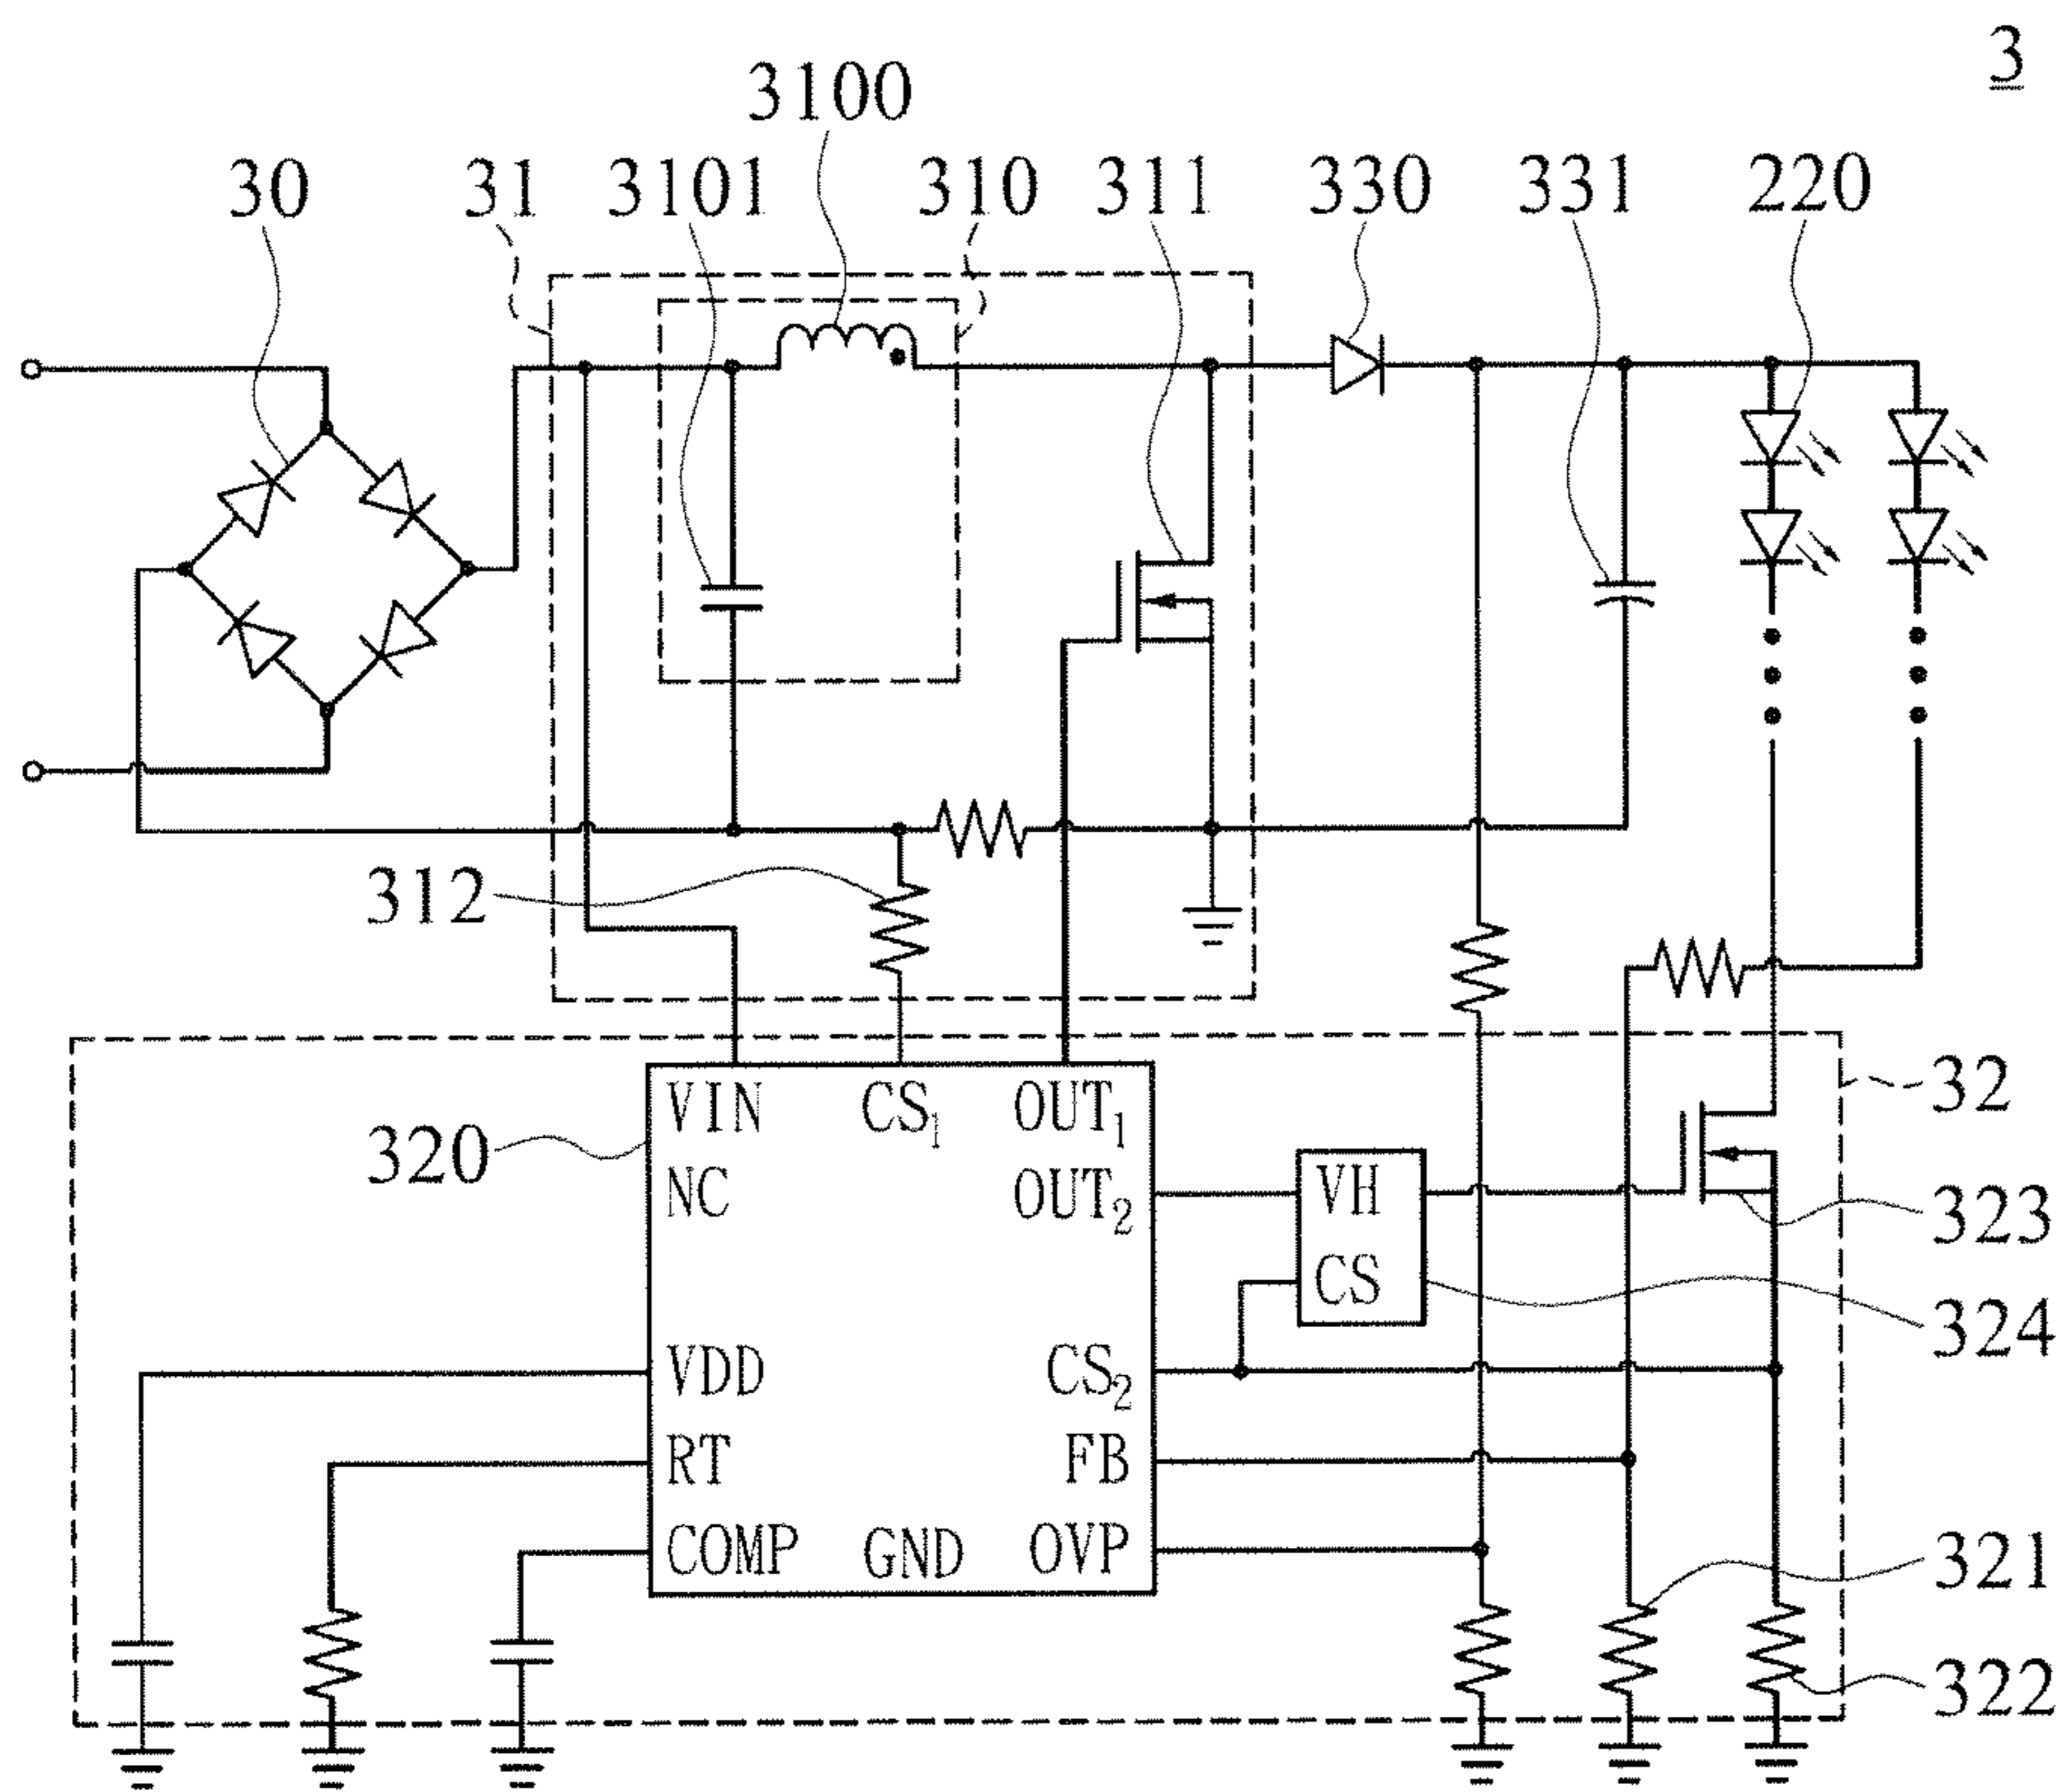 3
3100
30
31
3101
310
311
330
331
220
312
VIN
CS1
OUT1
32
320
NC
OUT2
VH
323
CS
324
VDD
CS2
RT
FB
COMP
GND
OVP
321
322